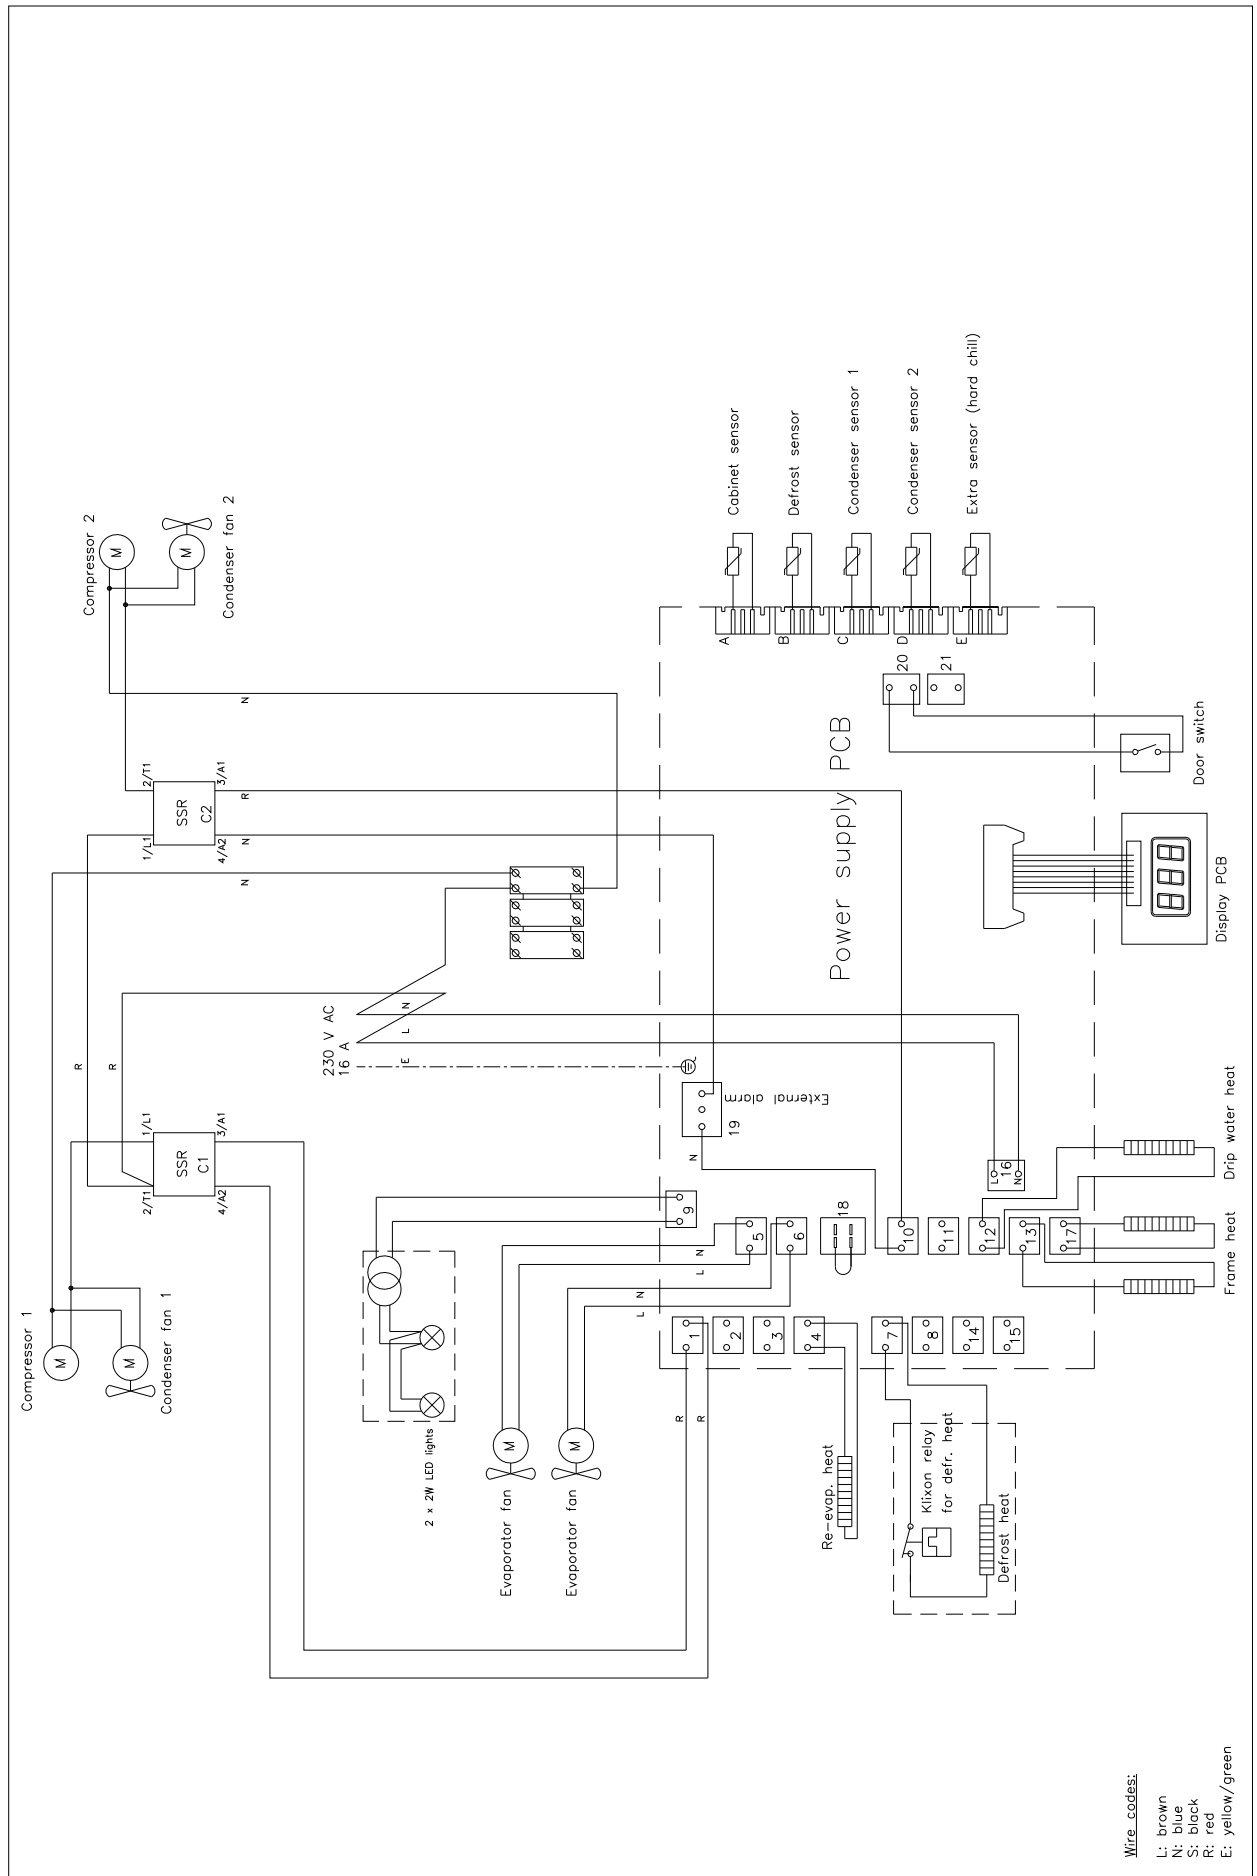 Compressor 1
M
M
Condenser fan 1
2/T1
1/L1
SSR
C1
4/A2
3/A1
R
R
1/L1
2/T1
SSR
C2
4/A2
3/A1
Compressor 2
M
M
Condenser fan 2
N
N
R
N
230 V AC
16 A
E
L
N
2 x 2W LED lights
M
Evaporator fan
M
Evaporator fan
L
N
L
N
R
R
N
External alarm
19
9
5
6
18
10
11
12
13
17
L
N
16
1
2
3
4
7
8
14
15
Power supply PCB
A
B
C
D
E
Cabinet sensor
Defrost sensor
Condenser sensor 1
Condenser sensor 2
Extra sensor (hard chill)
20
21
Door switch
Display PCB
Re-evap. heat
Klixon relay
for defr. heat
Defrost heat
Frame heat
Drip water heat
Wire codes:
L: brown
N: blue
S: black
R: red
E: yellow/green